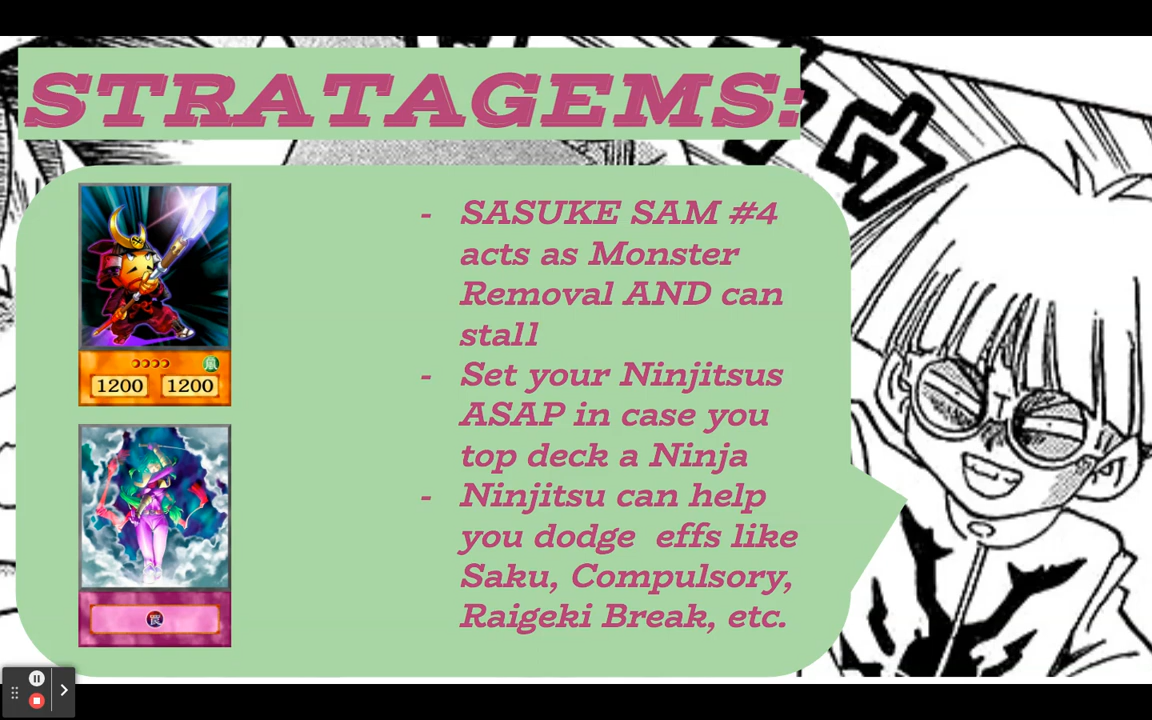 STRATAGEMS:
1200 1200
- SASUKE SAM #4
acts as Monster
Removal AND can
stall
- Set your Ninjitsus
ASAP in case you
top deck a Ninja
- Ninjitsu can help
you dodge  effs like
Saku, Compulsory,
Raigeki Break, etc.